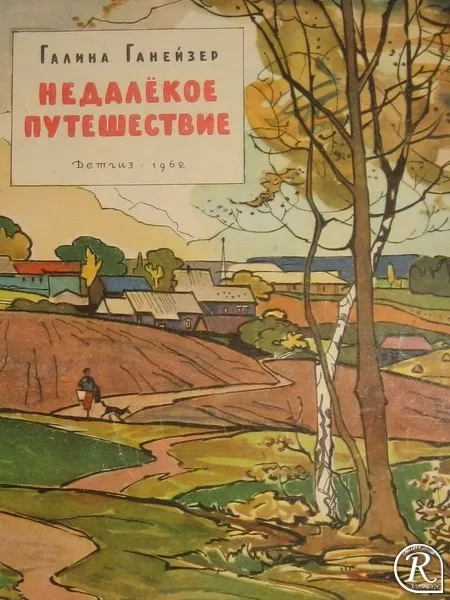 Галина Ганейзер
НЕДАЛЁКОЕ
ПУТЕШЕСТВИЕ
Детгиз · 1962
R